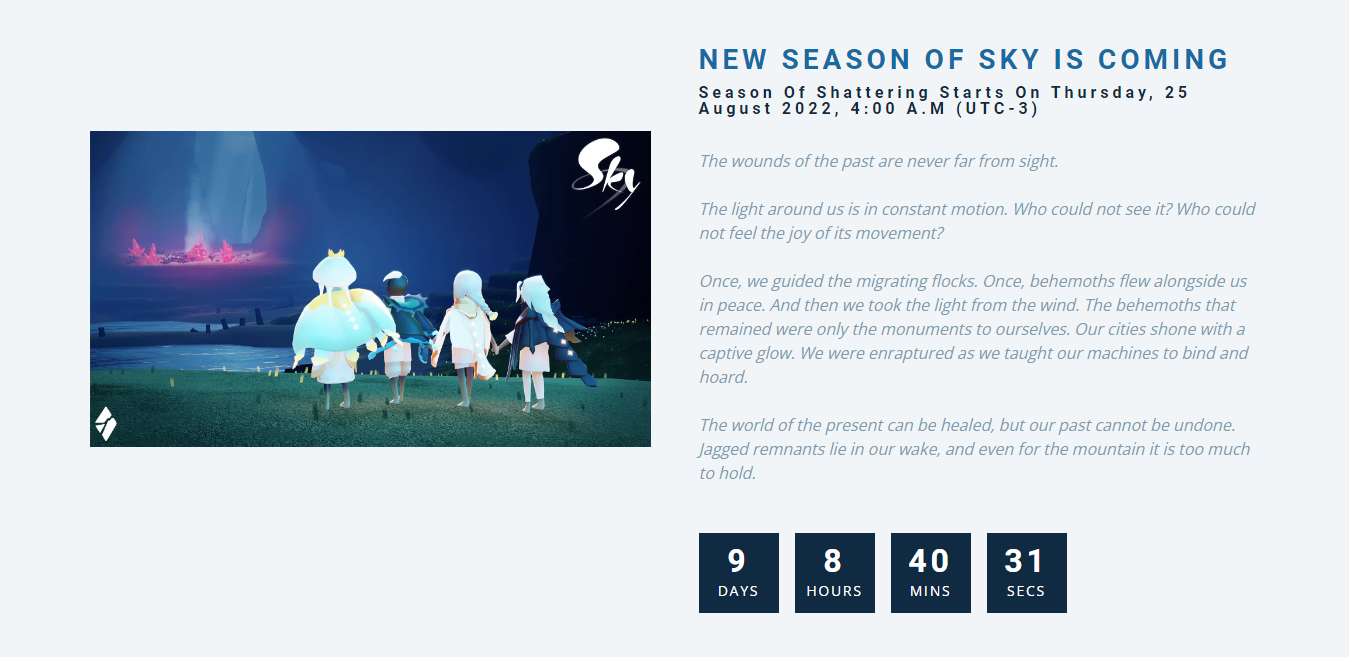 NEW SEASON OF SKY IS COMING
Season Of Shattering Starts On Thursday, 25
August 2022, 4:00 A.M (UTC-3)
Sky
The wounds of the past are never far from sight.
The light around us is in constant motion. Who could not see it? Who could
not feel the joy of its movement?
Once, we guided the migrating flocks. Once, behemoths flew alongside us
in peace. And then we took the light from the wind. The behemoths that
remained were only the monuments to ourselves. Our cities shone with a
captive glow. We were enraptured as we taught our machines to bind and
hoard.
The world of the present can be healed, but our past cannot be undone.
Jagged remnants lie in our wake, and even for the mountain it is too much
to hold.
9 8 40 31
DAYS HOURS MINS SECS